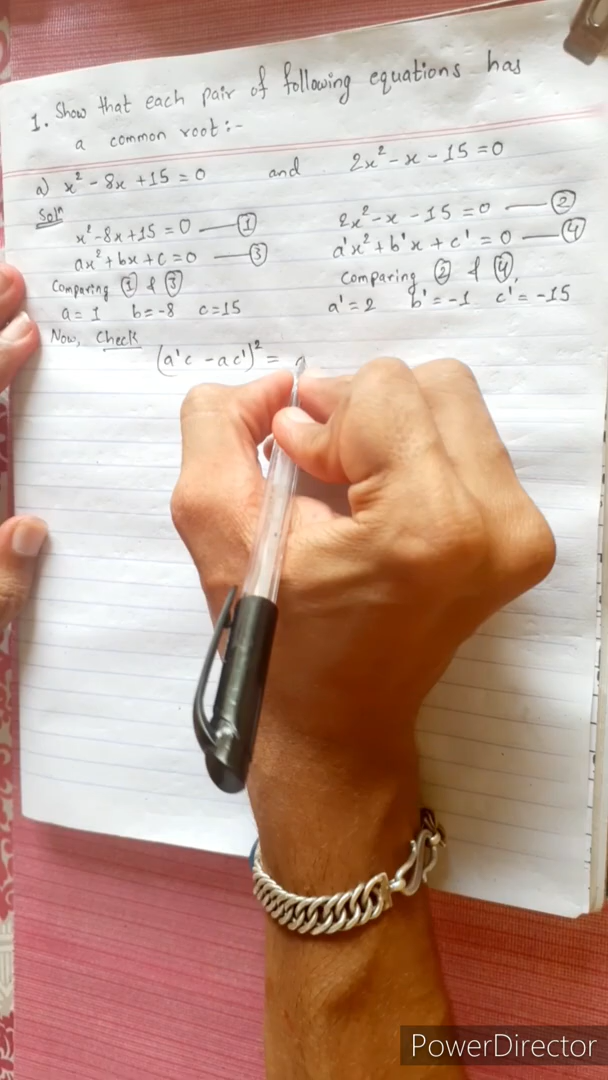 1. Show that each pair of following equations has
a common root:-
a) x² - 8x + 15 = 0 and 2x² - x - 15 = 0
Solⁿ
x² - 8x + 15 = 0 — ① 2x² - x - 15 = 0 — ②
ax² + bx + c = 0 — ③ a'x² + b'x + c' = 0 — ④
Comparing ① & ③ Comparing ② & ④,
a = 1 b = -8 c = 15 a' = 2 b' = -1 c' = -15
Now, Check
(a'c - ac')² =
PowerDirector